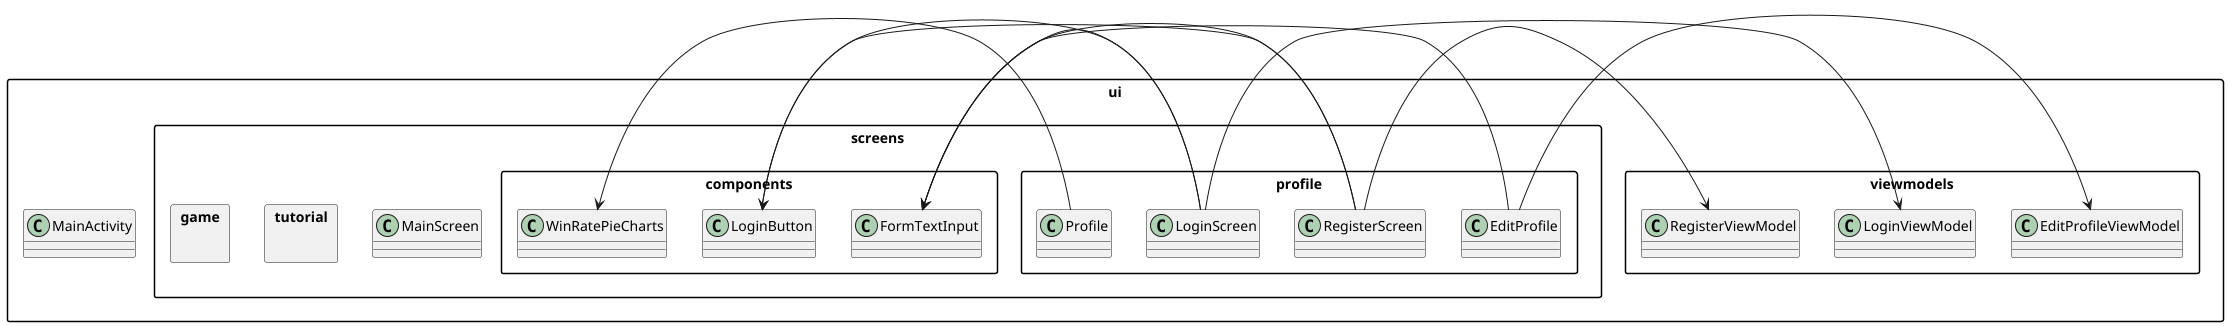 ui
screens
components
profile
viewmodels
game
tutorial
C MainActivity
C MainScreen
C WinRatePieCharts
C LoginButton
C FormTextInput
C Profile
C LoginScreen
C RegisterScreen
C EditProfile
C RegisterViewModel
C LoginViewModel
C EditProfileViewModel